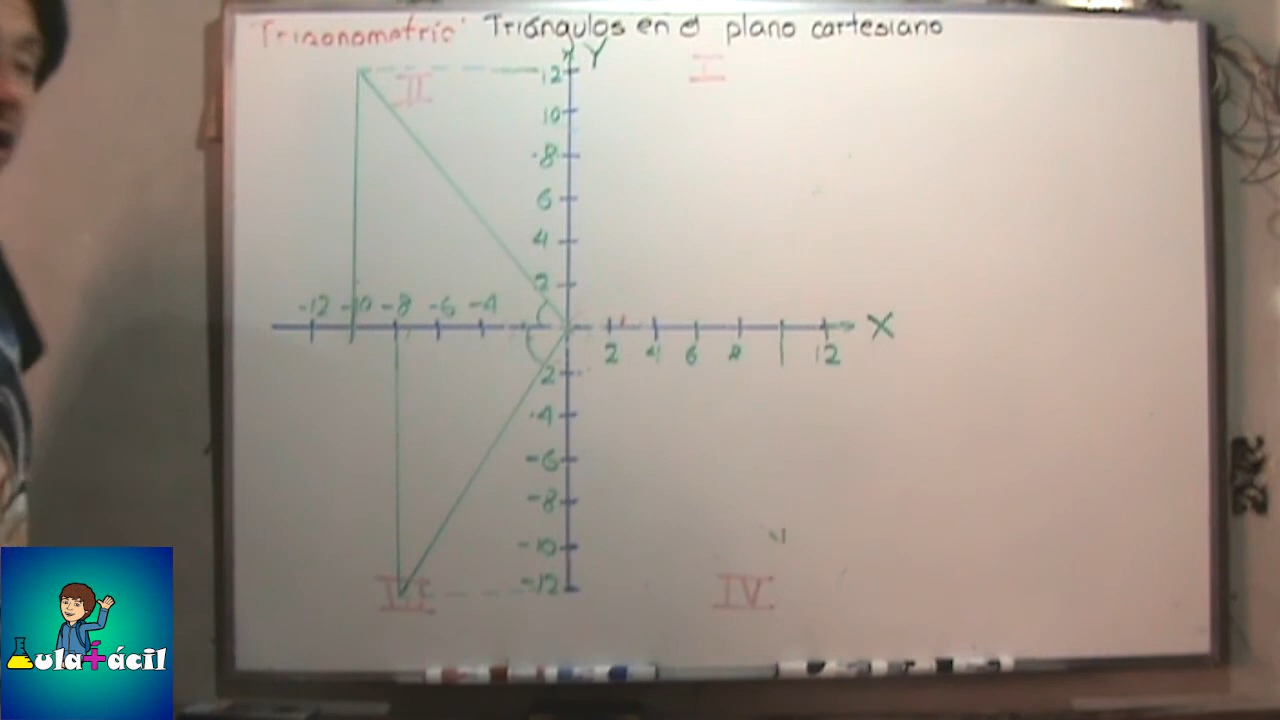 "Trigonometría" Triángulos en el plano cartesiano
Y
I
II
12
10
8
6
4
2
-12 -10 -8 -6 -4
X
2 4 6 8 12
2
-4
-6
-8
-10
-12
III
IV
Aula+ácil